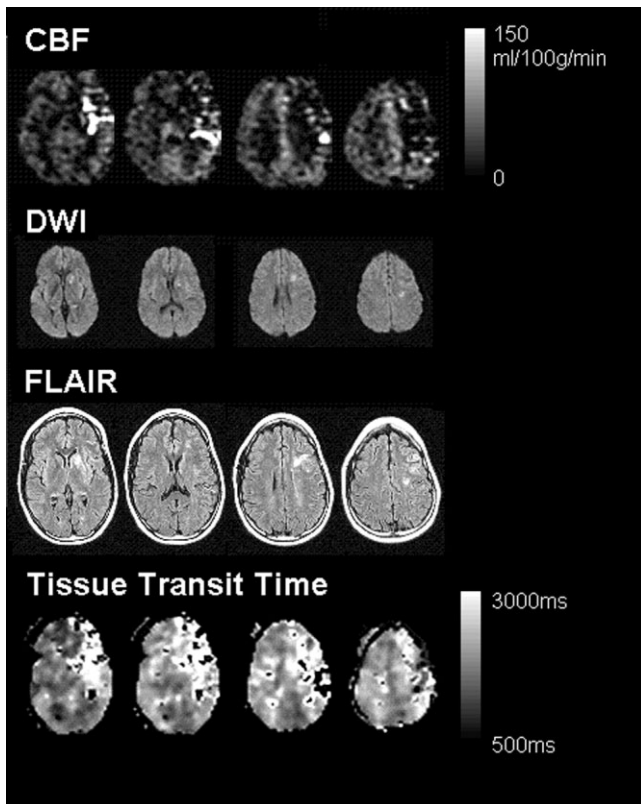 CBF
150
ml/100g/min
0
DWI
FLAIR
Tissue Transit Time
3000ms
500ms